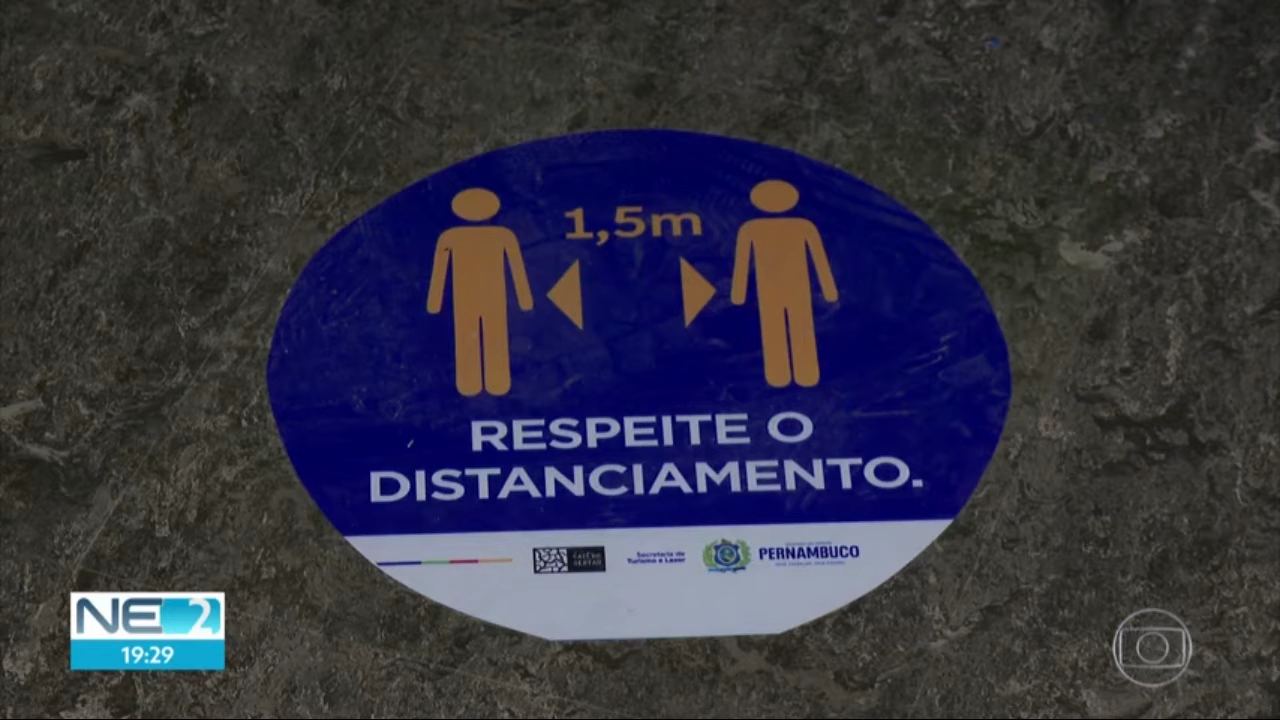 1,5m
RESPEITE O
DISTANCIAMENTO.
Secretaria de
Turismo e Lazer
PERNAMBUCO
NE2
19:29